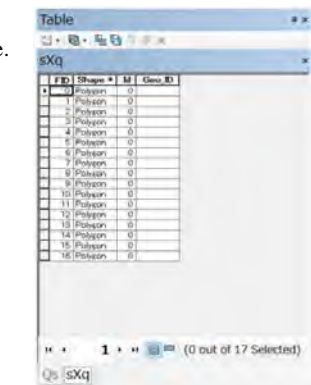 e.
Table
sXq
FID Shape * Id Geo_ID
0 Polygon 0
1 Polygon 0
2 Polygon 0
3 Polygon 0
4 Polygon 0
5 Polygon 0
6 Polygon 0
7 Polygon 0
8 Polygon 0
9 Polygon 0
10 Polygon 0
11 Polygon 0
12 Polygon 0
13 Polygon 0
14 Polygon 0
15 Polygon 0
16 Polygon 0
1 (0 out of 17 Selected)
Qs sXq